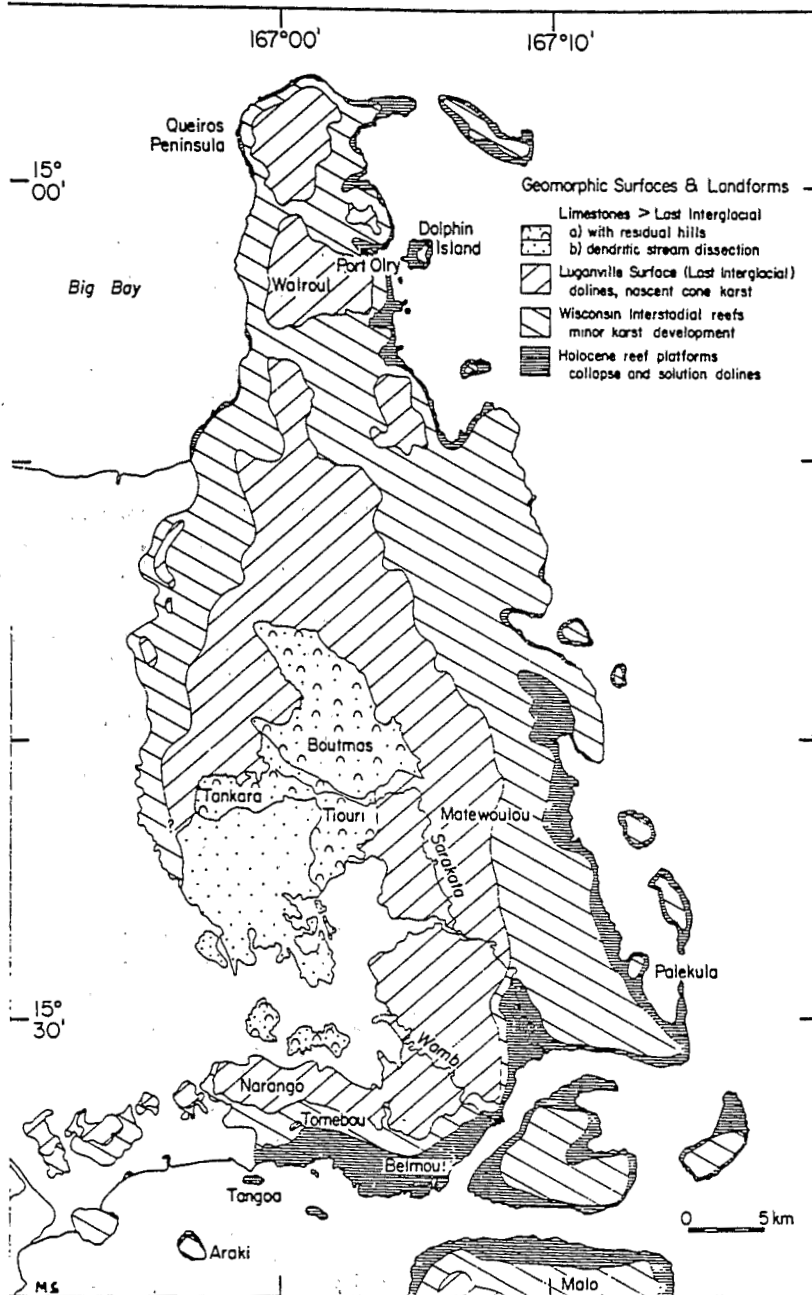 167°00'
167°10'
Queiros
Peninsula
15°
00'
Geomorphic Surfaces & Landforms
Limestones > Last Interglacial
a) with residual hills
b) dendritic stream dissection
Luganville Surface (Last Interglacial)
dolines, nascent cone karst
Wisconsin Interstadial reefs
minor karst development
Holocene reef platforms
collapse and solution dolines
Dolphin
Island
Port Olry
Big Bay
Walroul
Boutmas
Tankara
Tiouri
Matewoulou
Sarakata
?
Palekula
15°
30'
Wambu
Narango
Tomebou
Belmoul
Tangoa
0 5 km
Araki
Malo
M.S